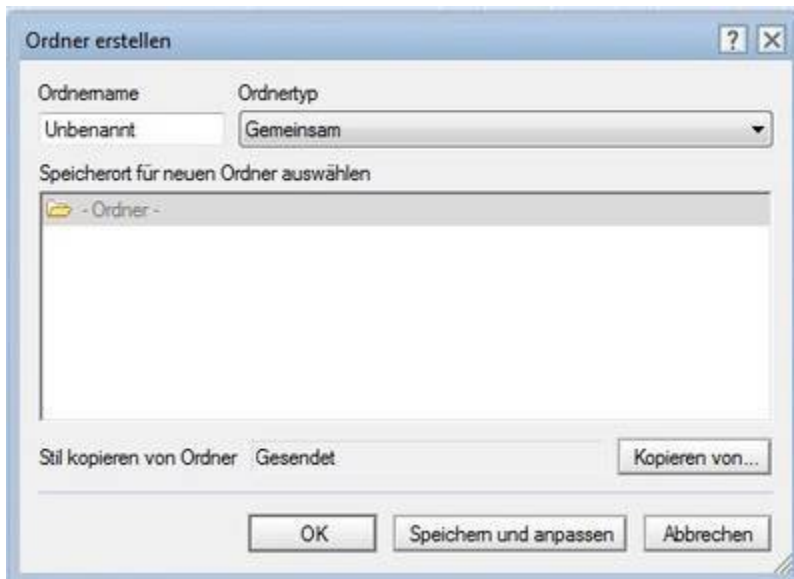 Ordner erstellen
Ordnername Ordnertyp
Unbenannt Gemeinsam
Speicherort für neuen Ordner auswählen
- Ordner -
Stil kopieren von Ordner Gesendet Kopieren von...
OK Speichern und anpassen Abbrechen